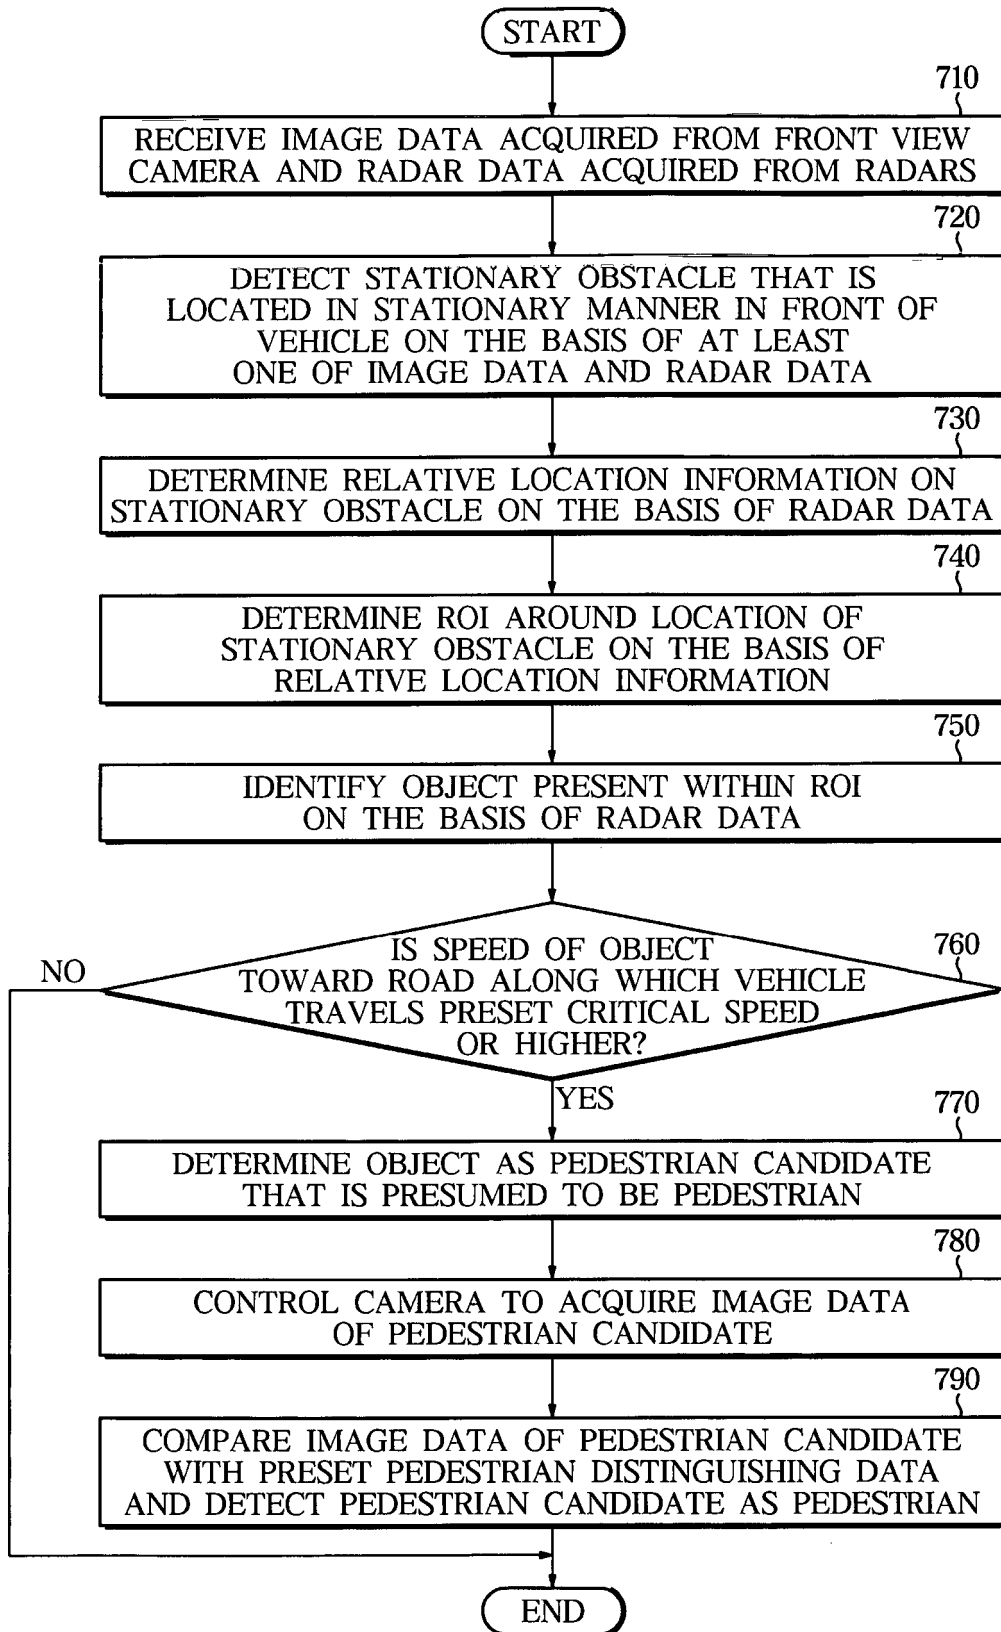 START
710
RECEIVE IMAGE DATA ACQUIRED FROM FRONT VIEW
CAMERA AND RADAR DATA ACQUIRED FROM RADARS
720
DETECT STATIONARY OBSTACLE THAT IS
LOCATED IN STATIONARY MANNER IN FRONT OF
VEHICLE ON THE BASIS OF AT LEAST
ONE OF IMAGE DATA AND RADAR DATA
730
DETERMINE RELATIVE LOCATION INFORMATION ON
STATIONARY OBSTACLE ON THE BASIS OF RADAR DATA
740
DETERMINE ROI AROUND LOCATION OF
STATIONARY OBSTACLE ON THE BASIS OF
RELATIVE LOCATION INFORMATION
750
IDENTIFY OBJECT PRESENT WITHIN ROI
ON THE BASIS OF RADAR DATA
760
IS SPEED OF OBJECT
TOWARD ROAD ALONG WHICH VEHICLE
TRAVELS PRESET CRITICAL SPEED
OR HIGHER?
NO
YES
770
DETERMINE OBJECT AS PEDESTRIAN CANDIDATE
THAT IS PRESUMED TO BE PEDESTRIAN
780
CONTROL CAMERA TO ACQUIRE IMAGE DATA
OF PEDESTRIAN CANDIDATE
790
COMPARE IMAGE DATA OF PEDESTRIAN CANDIDATE
WITH PRESET PEDESTRIAN DISTINGUISHING DATA
AND DETECT PEDESTRIAN CANDIDATE AS PEDESTRIAN
END